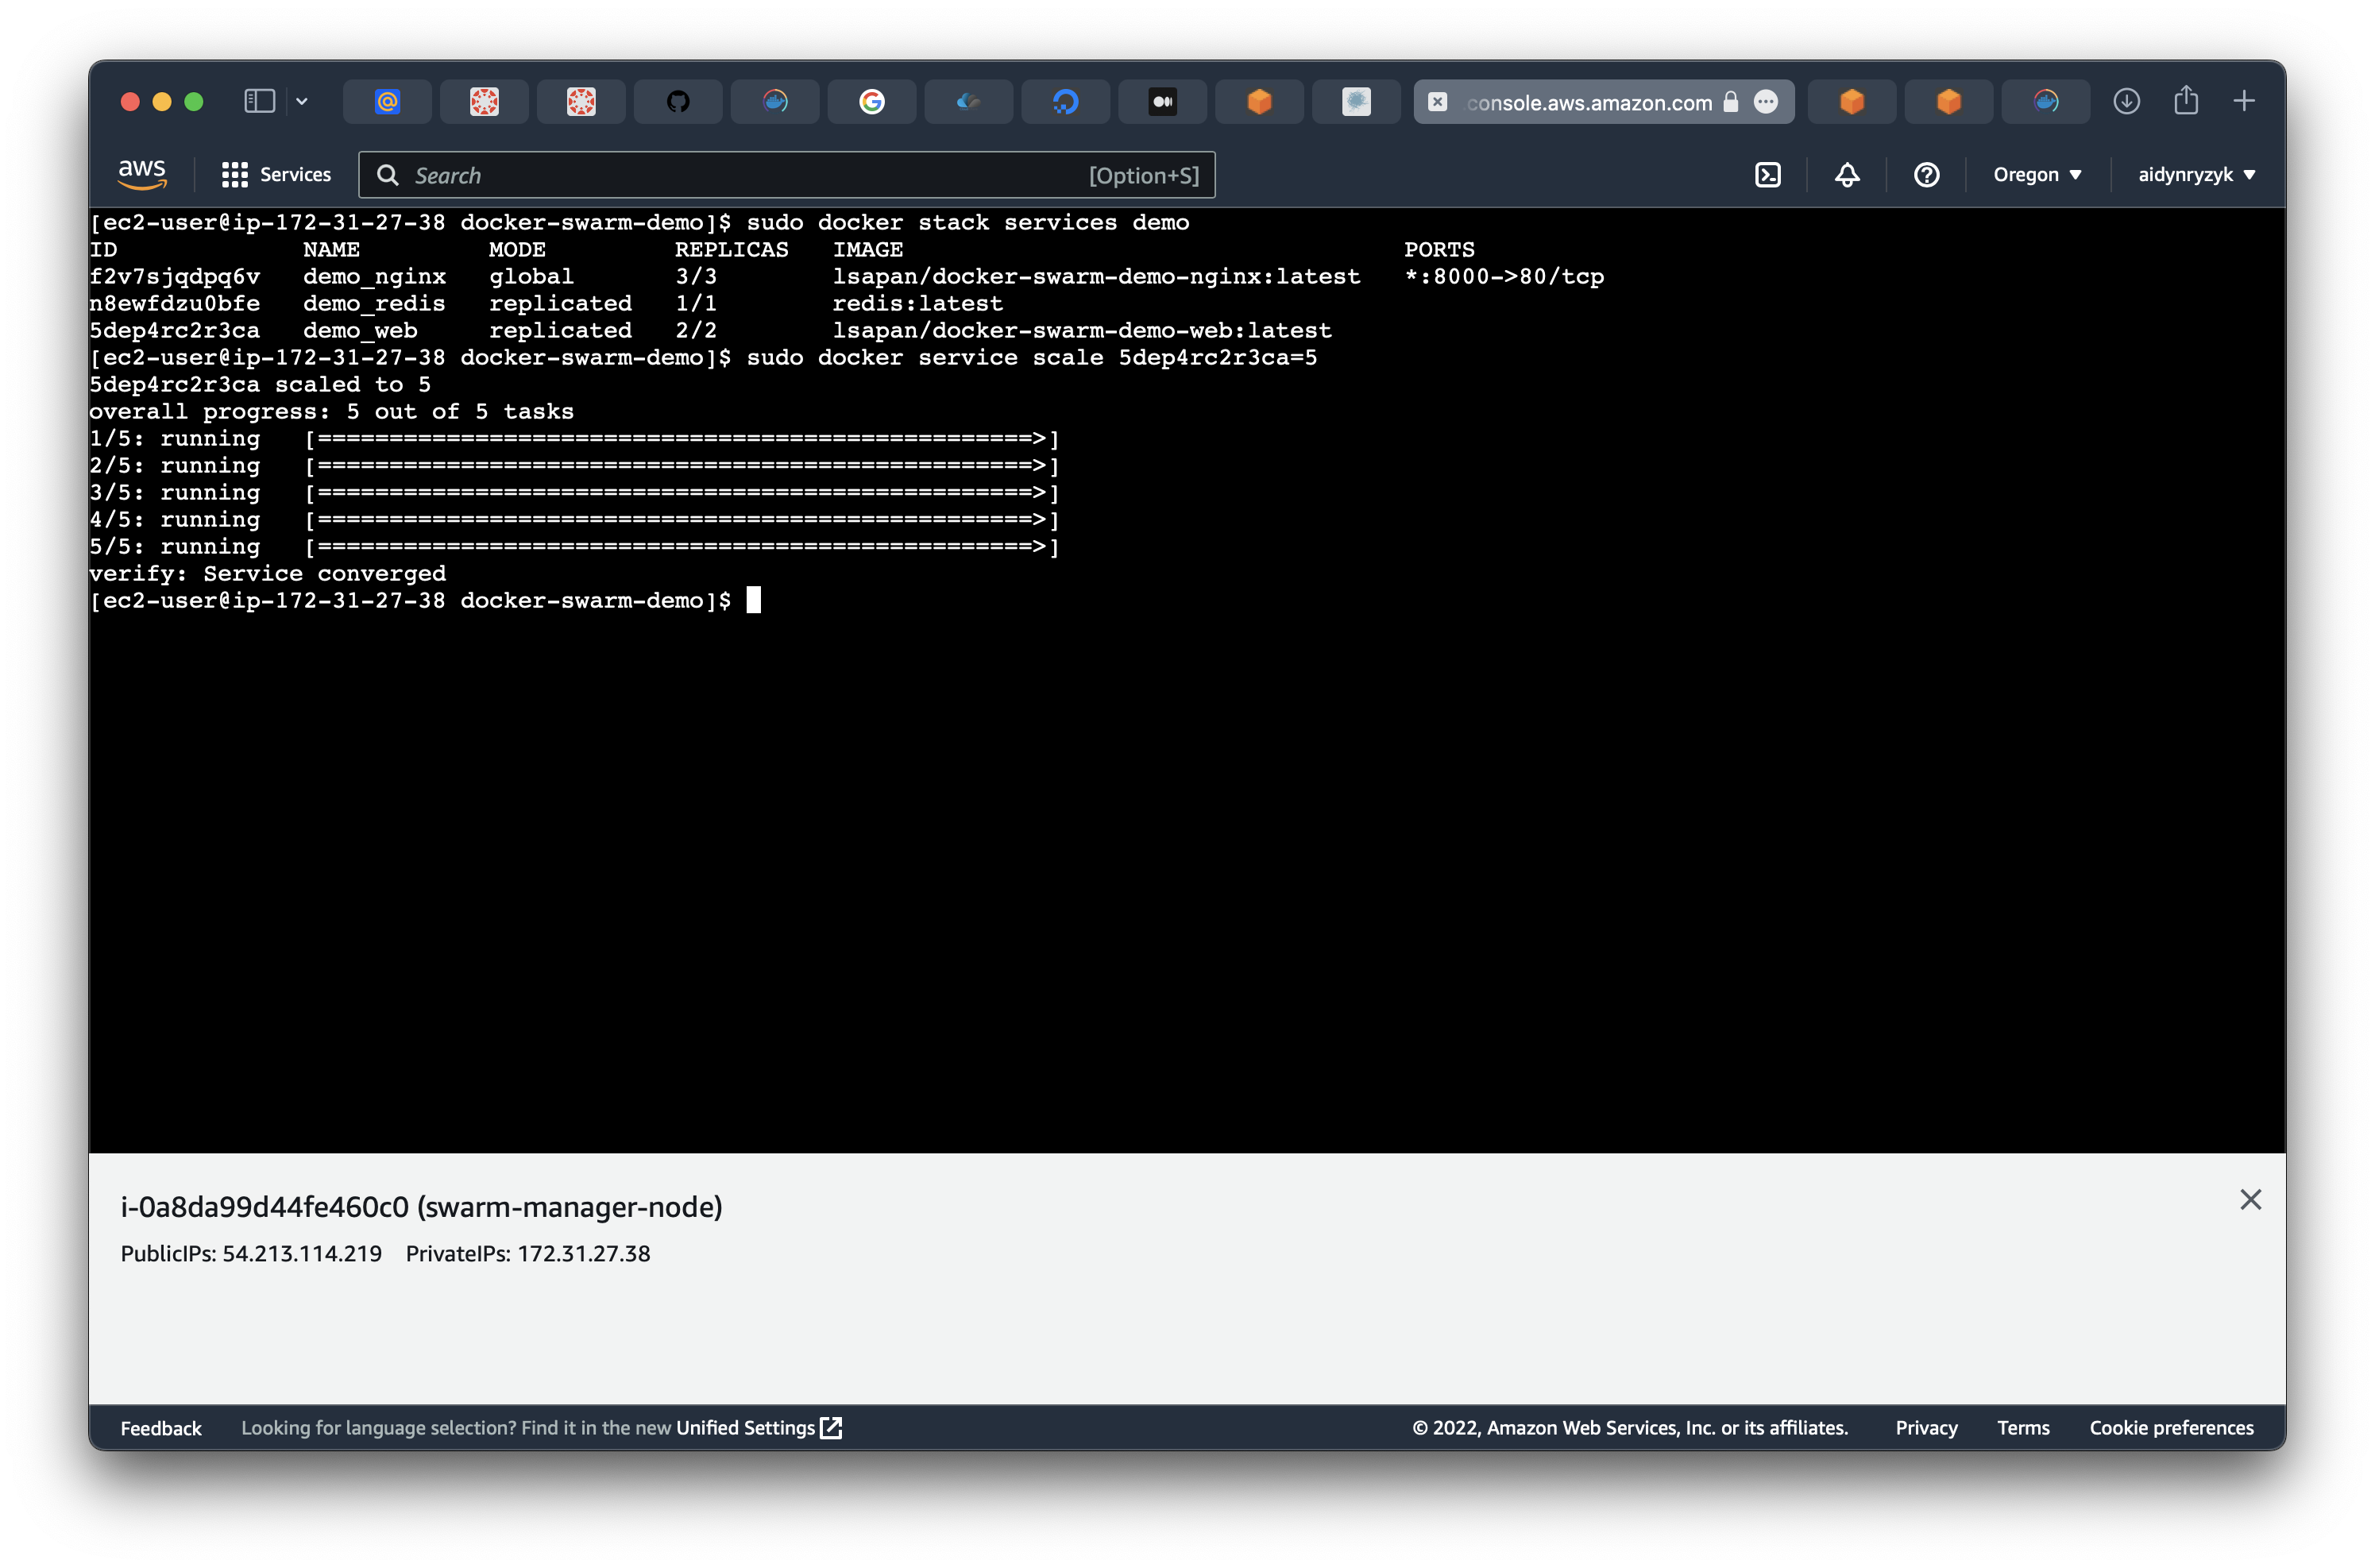 console.aws.amazon.com
aws Services Search [Option+S] Oregon aidynryzyk
[ec2-user@ip-172-31-27-38 docker-swarm-demo]$ sudo docker stack services demo
ID NAME MODE REPLICAS IMAGE PORTS
f2v7sjqdpq6v demo_nginx global 3/3 lsapan/docker-swarm-demo-nginx:latest *:8000->80/tcp
n8ewfdzu0bfe demo_redis replicated 1/1 redis:latest
5dep4rc2r3ca demo_web replicated 2/2 lsapan/docker-swarm-demo-web:latest
[ec2-user@ip-172-31-27-38 docker-swarm-demo]$ sudo docker service scale 5dep4rc2r3ca=5
5dep4rc2r3ca scaled to 5
overall progress: 5 out of 5 tasks
1/5: running [==================================================>]
2/5: running [==================================================>]
3/5: running [==================================================>]
4/5: running [==================================================>]
5/5: running [==================================================>]
verify: Service converged
[ec2-user@ip-172-31-27-38 docker-swarm-demo]$
i-0a8da99d44fe460c0 (swarm-manager-node)
PublicIPs: 54.213.114.219 PrivateIPs: 172.31.27.38
Feedback Looking for language selection? Find it in the new Unified Settings © 2022, Amazon Web Services, Inc. or its affiliates. Privacy Terms Cookie preferences